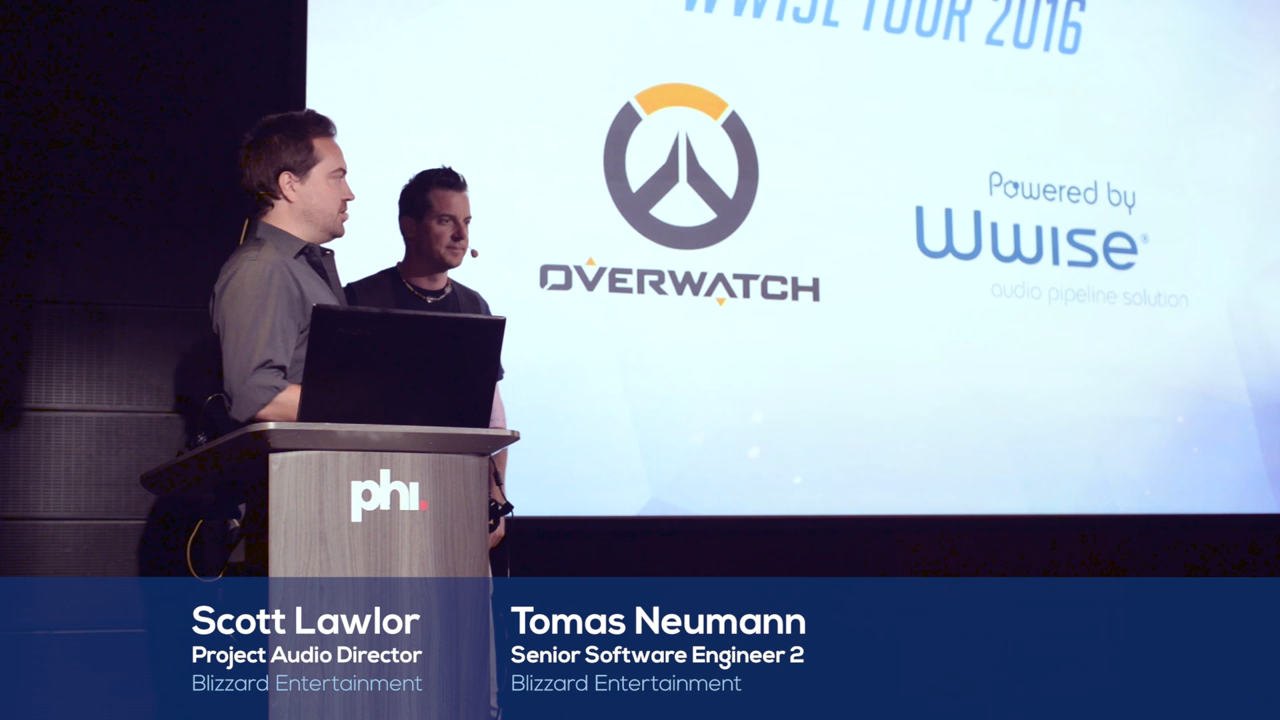 WWISE TOUR 2016
OVERWATCH
Powered by
Wwise®
audio pipeline solution
phi.
Scott Lawlor
Project Audio Director
Blizzard Entertainment
Tomas Neumann
Senior Software Engineer 2
Blizzard Entertainment